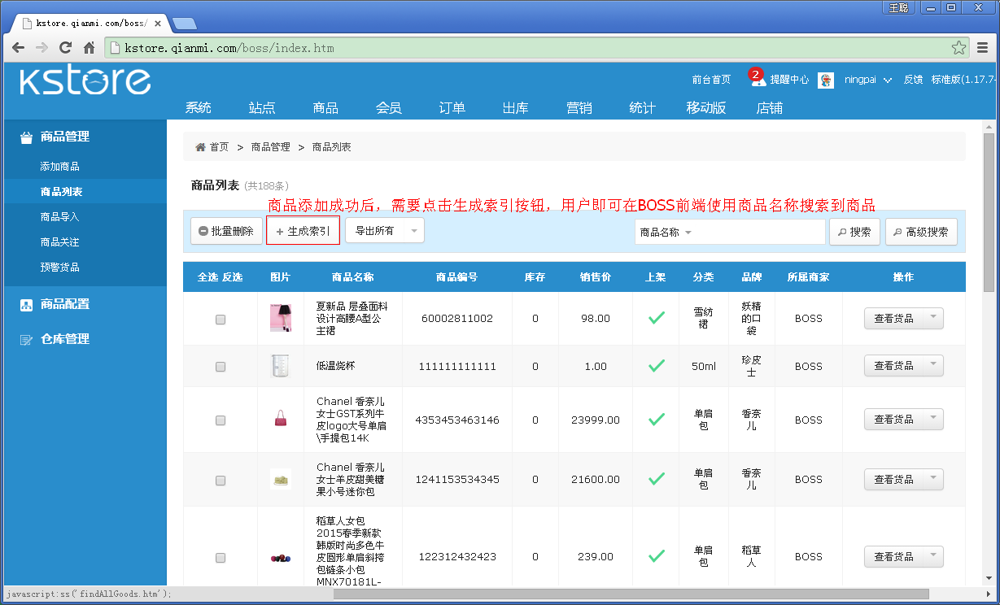 王聪
kstore.qianmi.com/boss/
kstore.qianmi.com/boss/index.htm
kstore
前台首页
2
提醒中心
ningpai
反馈
标准版(1.17.7-
系统 站点 商品 会员 订单 出库 营销 统计 移动版 店铺
商品管理
添加商品
商品列表
商品导入
商品关注
预警货品
商品配置
仓库管理
首页 > 商品管理 > 商品列表
商品列表 (共188条)
商品添加成功后，需要点击生成索引按钮，用户即可在BOSS前端使用商品名称搜索到商品
批量删除 + 生成索引 导出所有 商品名称 搜索 高级搜索
全选 反选 图片 商品名称 商品编号 库存 销售价 上架 分类 品牌 所属商家 操作
夏新品 层叠面料
设计高腰A型公
主裙
60002811002 0 98.00
雪纺
裙
妖精
的口
袋
BOSS 查看货品
低温烧杯 111111111111 0 1.00 50ml
珍皮
士
BOSS 查看货品
Chanel 香奈儿
女士GST系列牛
皮logo大号单肩
\手提包14K
4353453463146 0 23999.00
单肩
包
香奈
儿
BOSS 查看货品
Chanel 香奈儿
女士羊皮甜美糖
果小号迷你包
1241153534345 0 21600.00
单肩
包
香奈
儿
BOSS 查看货品
稻草人女包
2015春季新款
韩版时尚多色牛
皮圆形单肩斜挎
包链条小包
MNX70181L-
122312432423 0 239.00
单肩
包
稻草
人
BOSS 查看货品
javascript:ss('findAllGoods.htm');